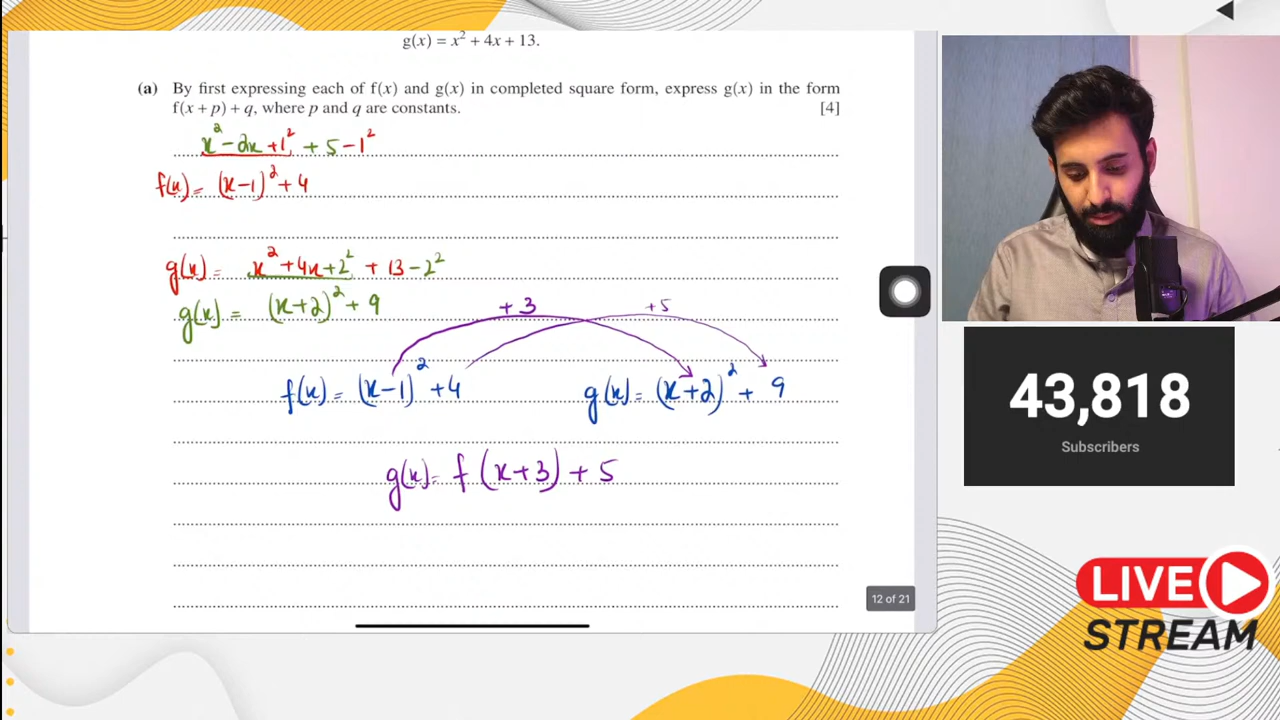 g(x) = x² + 4x + 13.
(a) By first expressing each of f(x) and g(x) in completed square form, express g(x) in the form
f(x + p) + q, where p and q are constants. [4]
x² - 2x + 1² + 5 - 1²
f(x) = (x-1)² + 4
g(x) = x² + 4x + 2² + 13 - 2²
g(x) = (x+2)² + 9
+ 3 + 5
f(x) = (x-1)² + 4 g(x) = (x+2)² + 9
g(x) = f(x+3) + 5
12 of 21
43,818
Subscribers
LIVE
STREAM